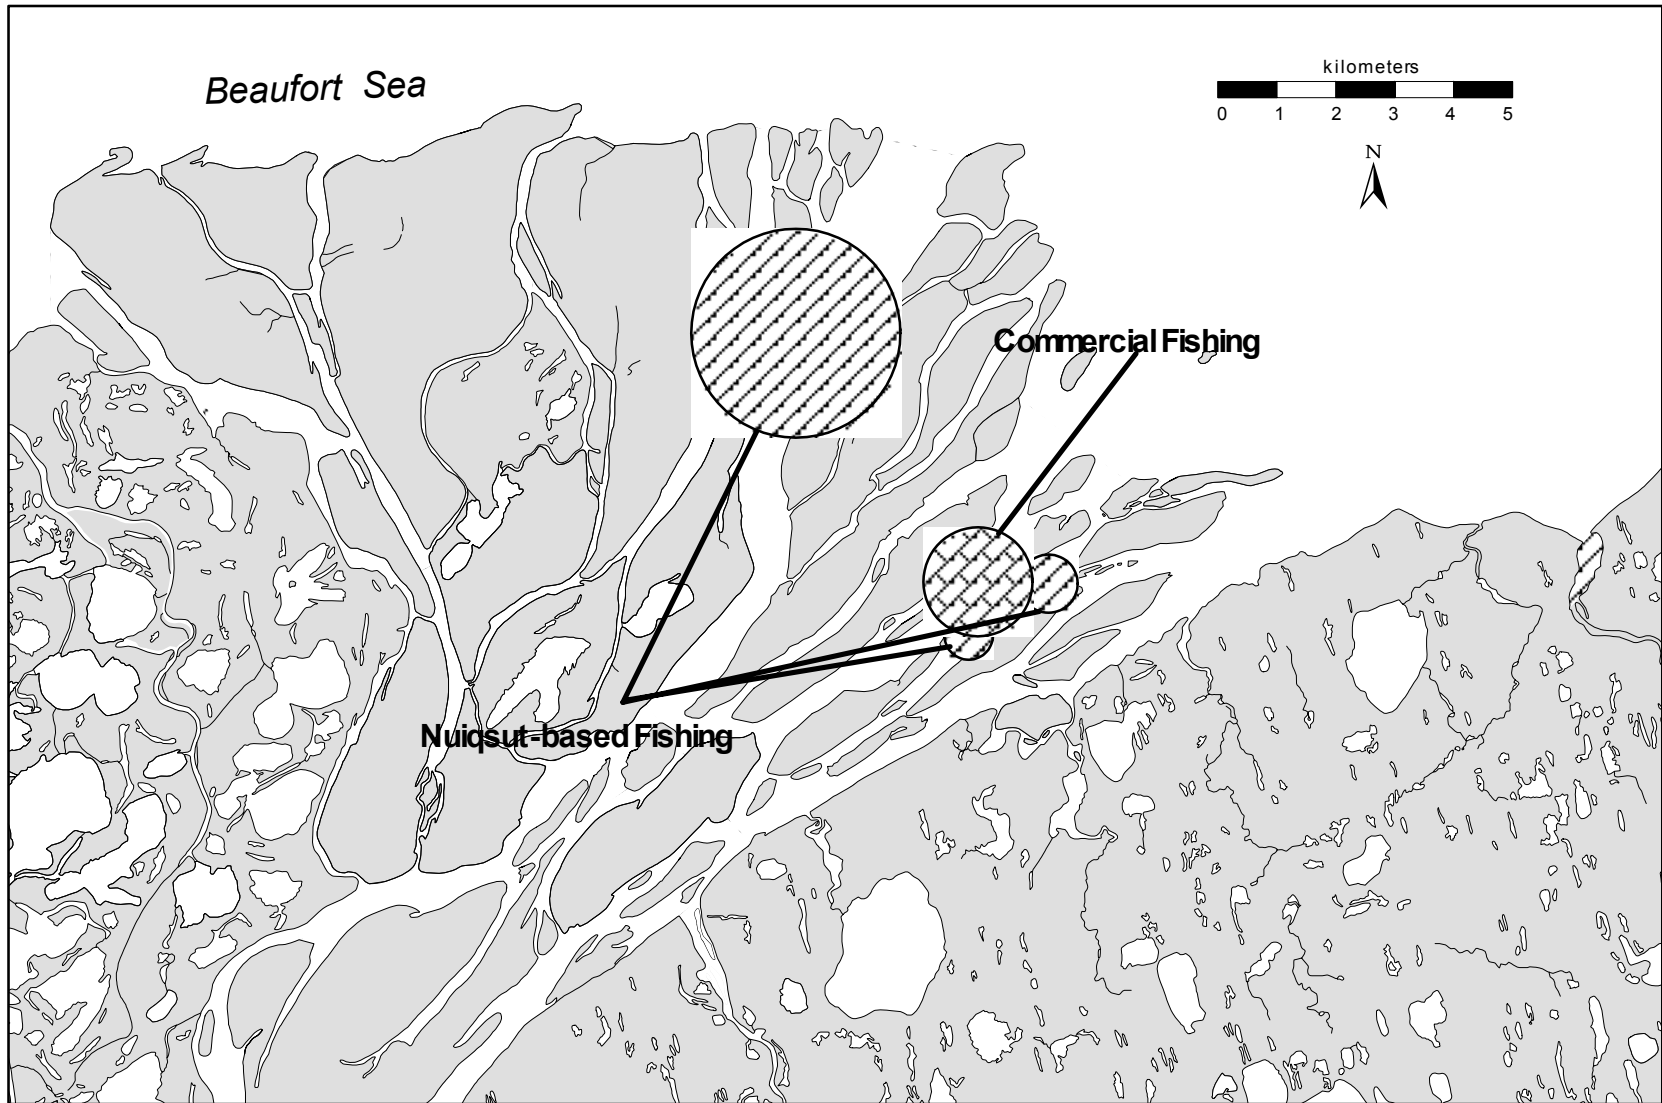 Beaufort Sea
kilometers
0 1 2 3 4 5
N
Commercial Fishing
Nuiqsut-based Fishing